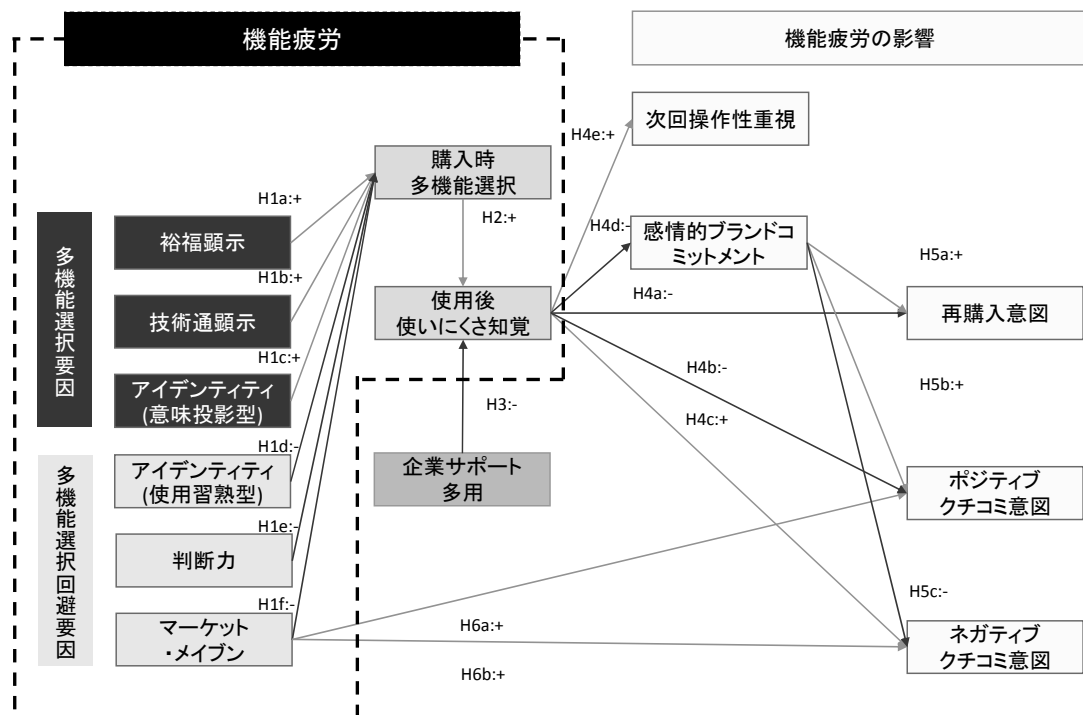 機能疲労
機能疲労の影響
次回操作性重視
H4e:+
購入時
多機能選択
H1a:+
H2:+
多機能選択要因
裕福顕示
H4d:-
感情的ブランドコ
ミットメント
H5a:+
H1b:+
H4a:-
技術通顕示
使用後
使いにくさ知覚
再購入意図
H1c:+
H4b:-
H5b:+
アイデンティティ
(意味投影型)
H3:-
H4c:+
H1d:-
多機能選択回避要因
アイデンティティ
(使用習熟型)
企業サポート
多用
ポジティブ
クチコミ意図
H1e:-
判断力
H1f:-
H5c:-
マーケット
・メイブン
H6a:+
ネガティブ
クチコミ意図
H6b:+